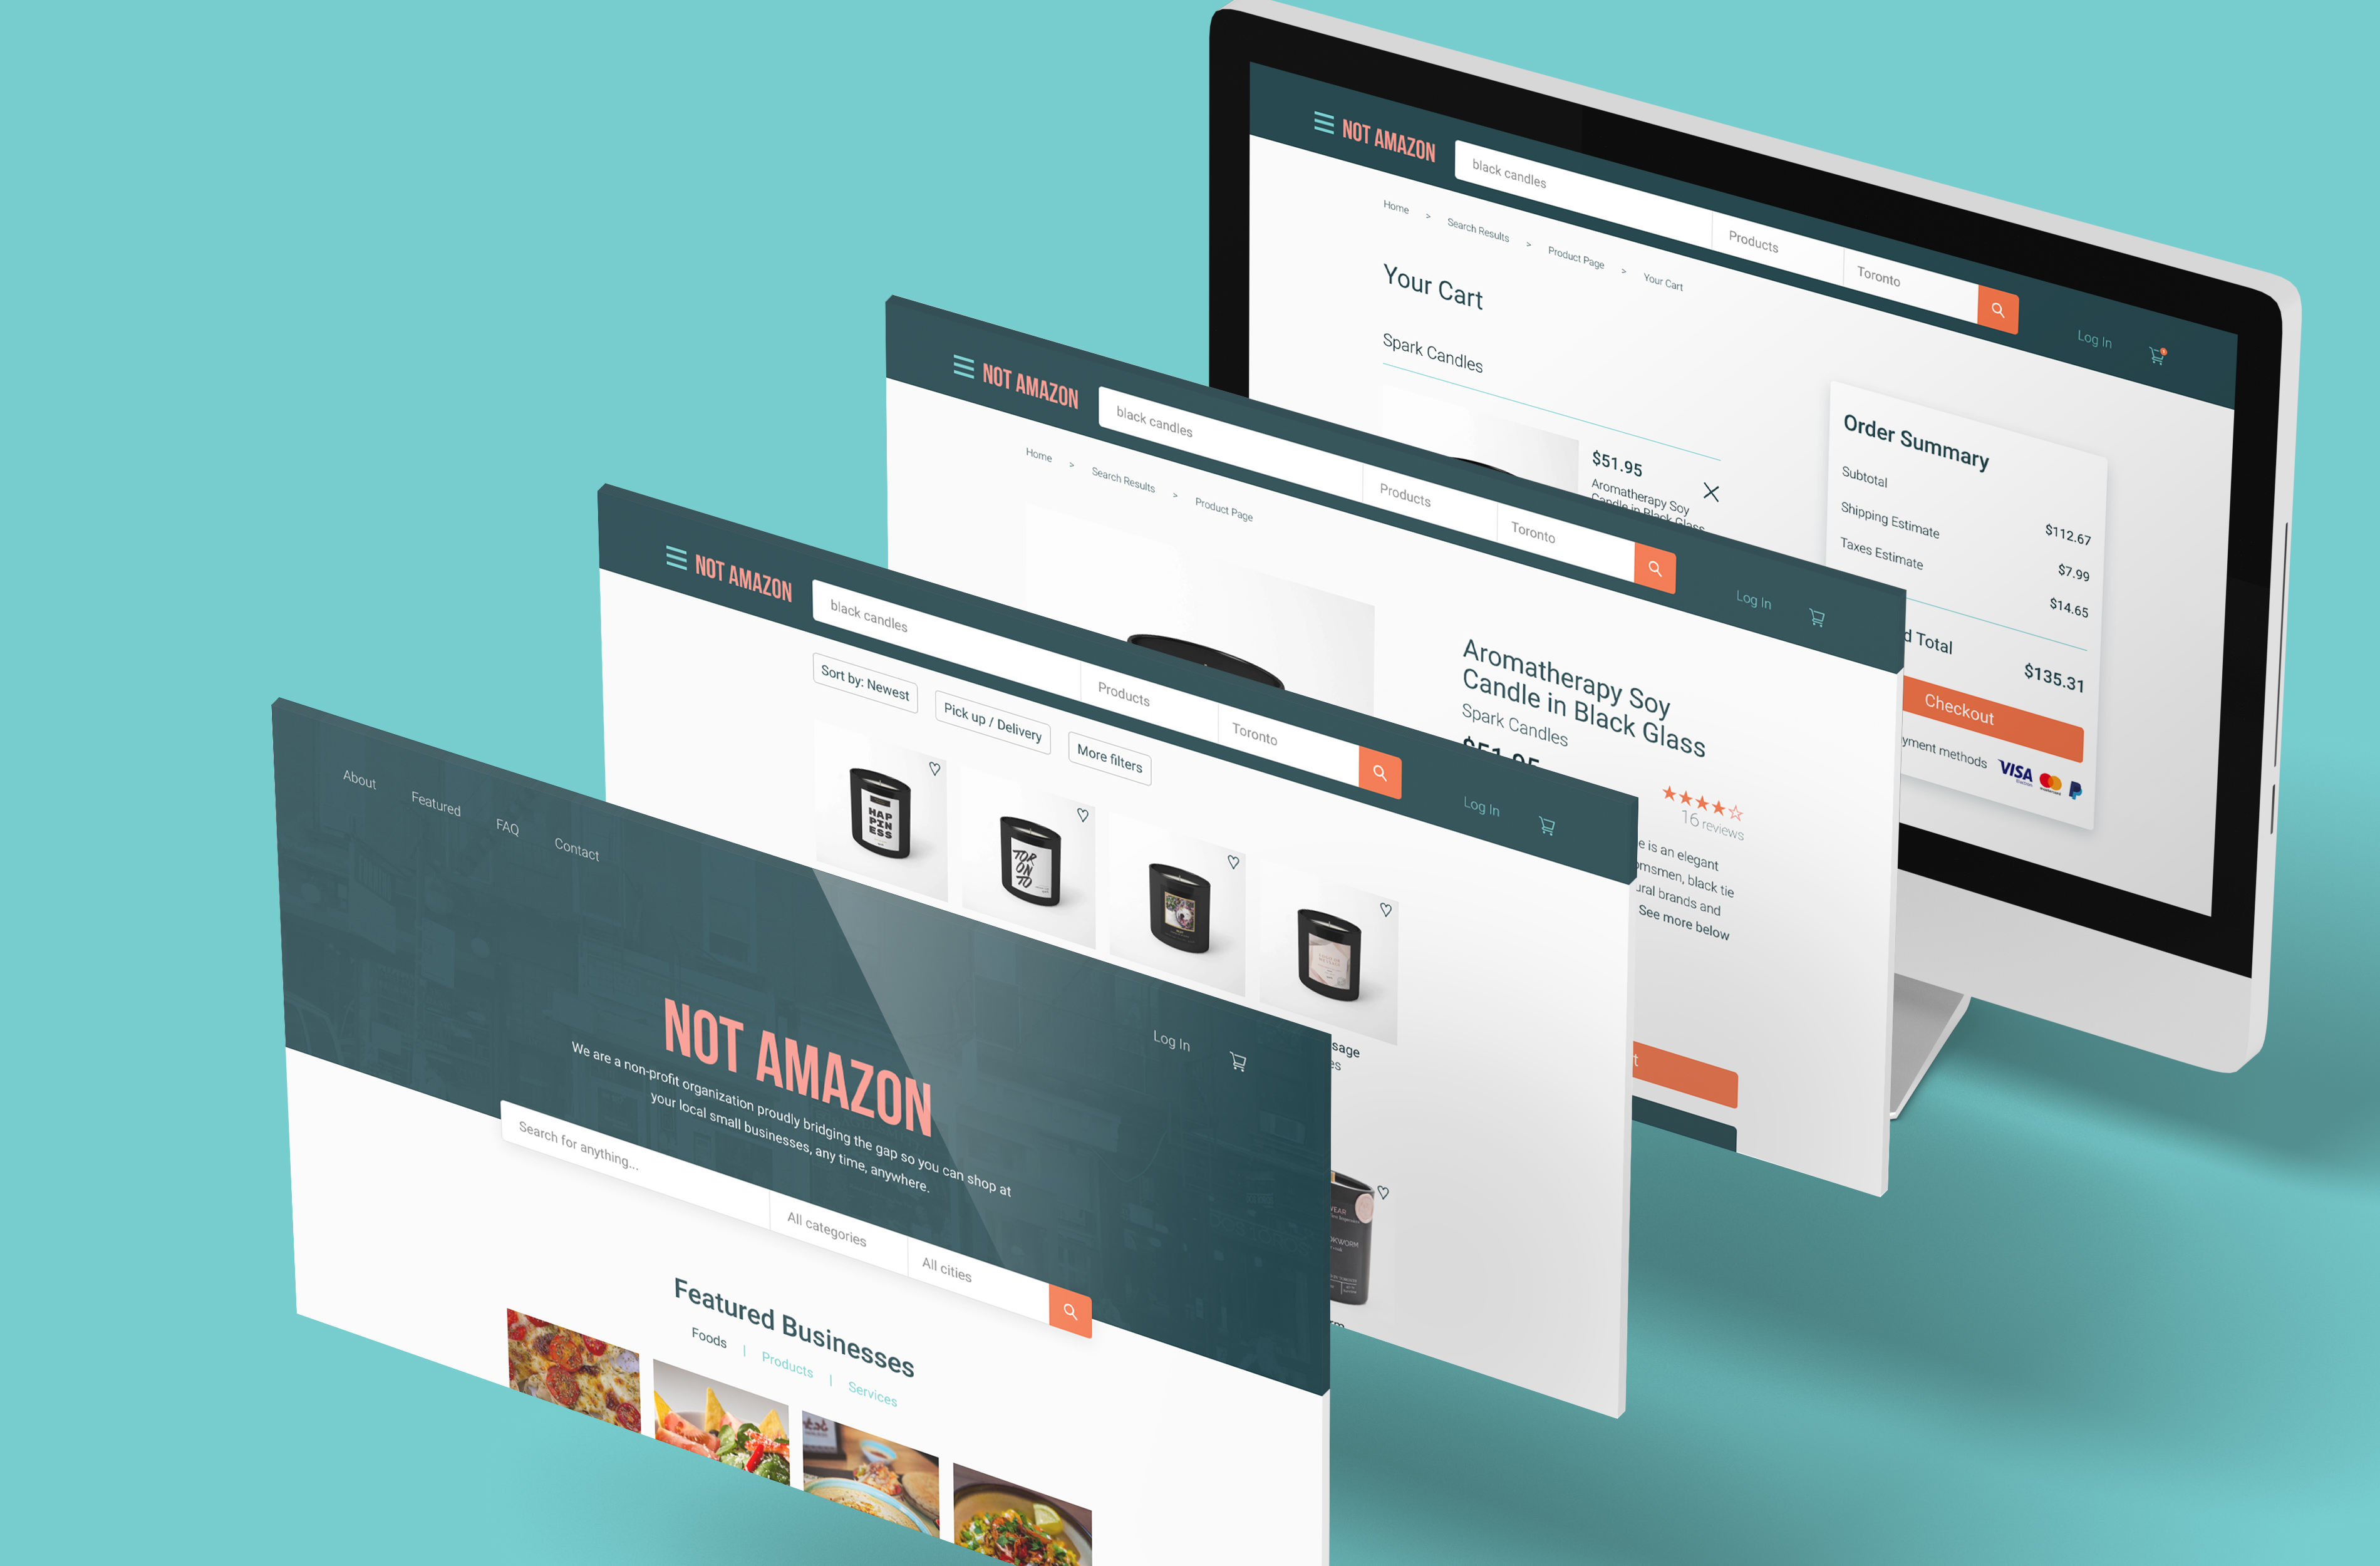 NOT AMAZON
black candles
Products
Toronto
Log In
Home > Search Results > Product Page > Your Cart
Your Cart
Spark Candles
$51.95
Aromatherapy Soy
Candle in Black Glass
Order Summary
Subtotal
$112.67
Shipping Estimate
$7.99
Taxes Estimate
$14.65
d Total
$135.31
Checkout
yment methods
VISA
NOT AMAZON
black candles
Products
Toronto
Log In
Home > Search Results > Product Page
Aromatherapy Soy
Candle in Black Glass
Spark Candles
$51.95
16 reviews
e is an elegant
omsmen, black tie
ural brands and
See more below
t
NOT AMAZON
black candles
Products
Toronto
Log In
Sort by: Newest
Pick up / Delivery
More filters
HAP
PIN
ESS
TOR
ON
TO
sage
es
WEAR
OKWORM
rm
About
Featured
FAQ
Contact
Log In
NOT AMAZON
We are a non-profit organization proudly bridging the gap so you can shop at
your local small businesses, any time, anywhere.
Search for anything...
All categories
All cities
Featured Businesses
Foods | Products | Services